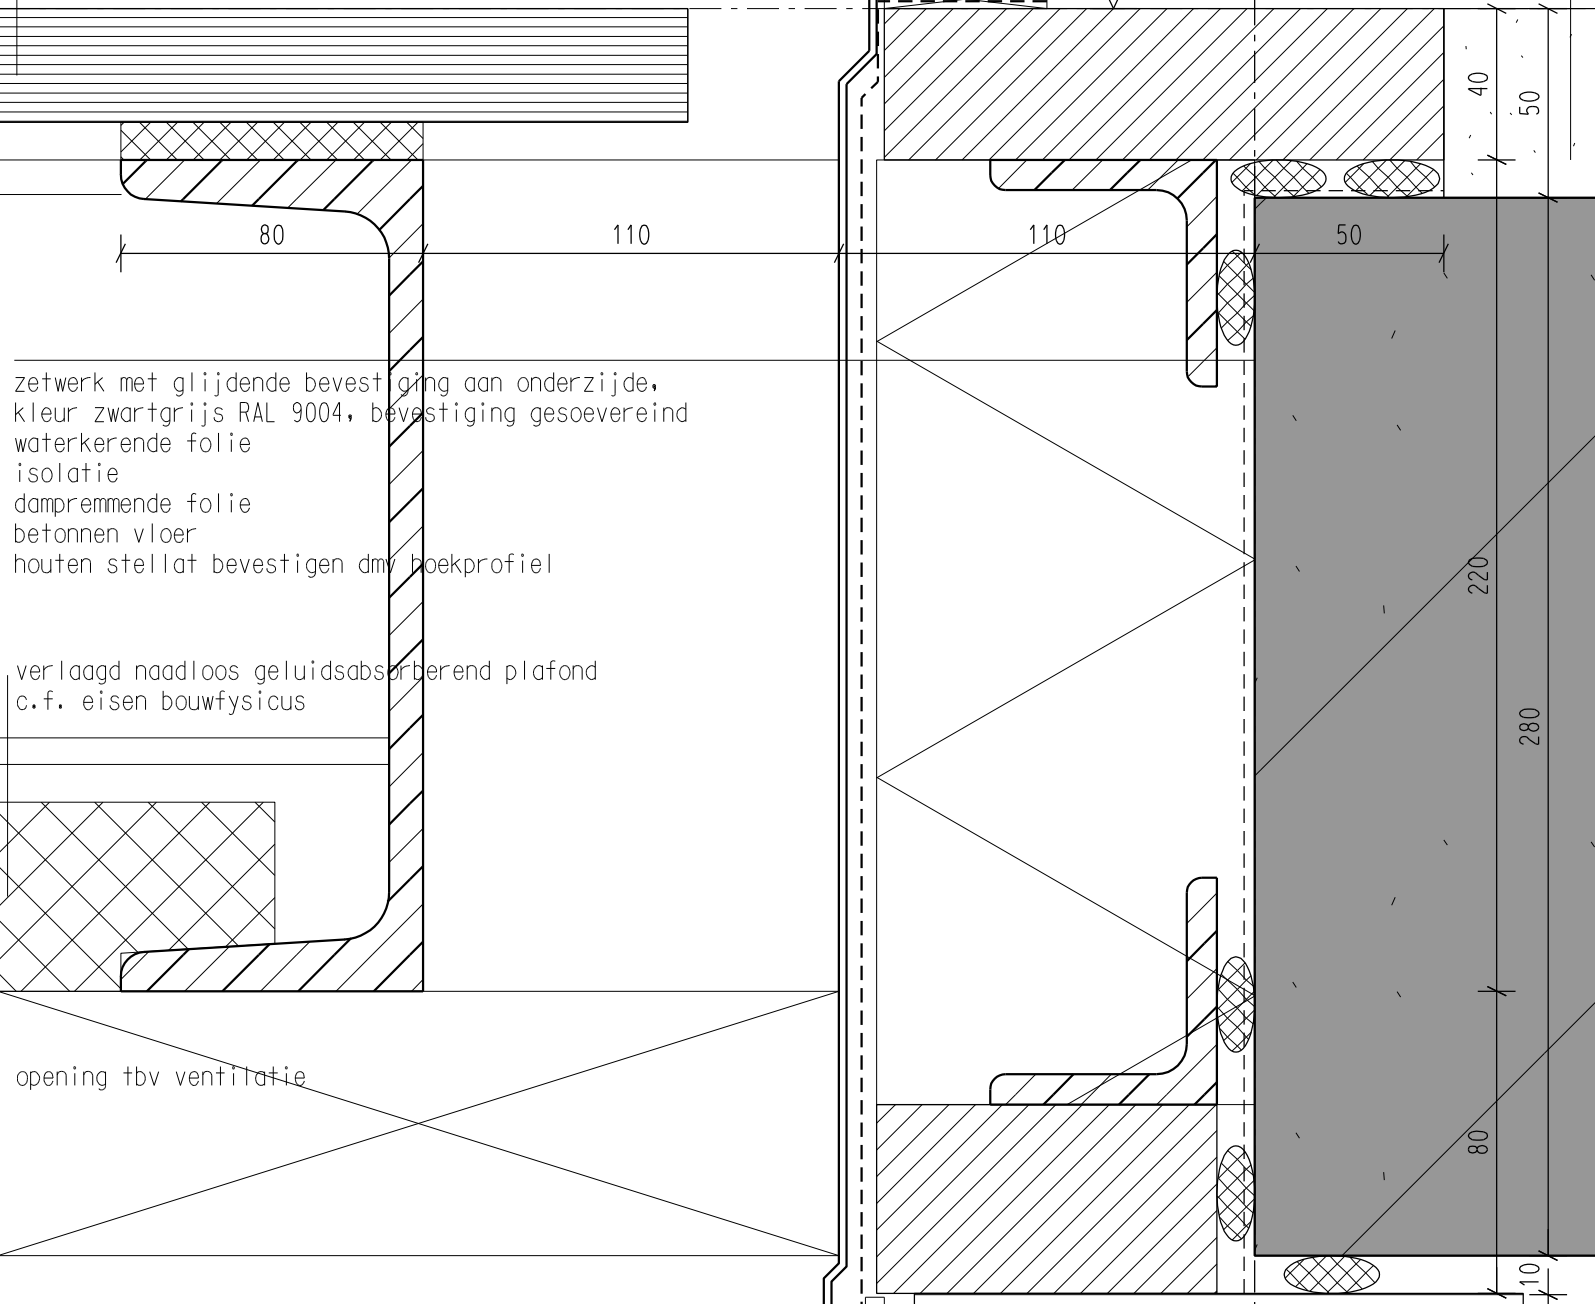 40
50
80
110
110
50
zetwerk met glijdende bevestiging aan onderzijde,
kleur zwartgrijs RAL 9004, bevestiging gesoevereind
waterkerende folie
isolatie
dampremmende folie
betonnen vloer
houten stellat bevestigen dmv hoekprofiel
220
verlaagd naadloos geluidsabsorberend plafond
c.f. eisen bouwfysicus
280
opening tbv ventilatie
80
10